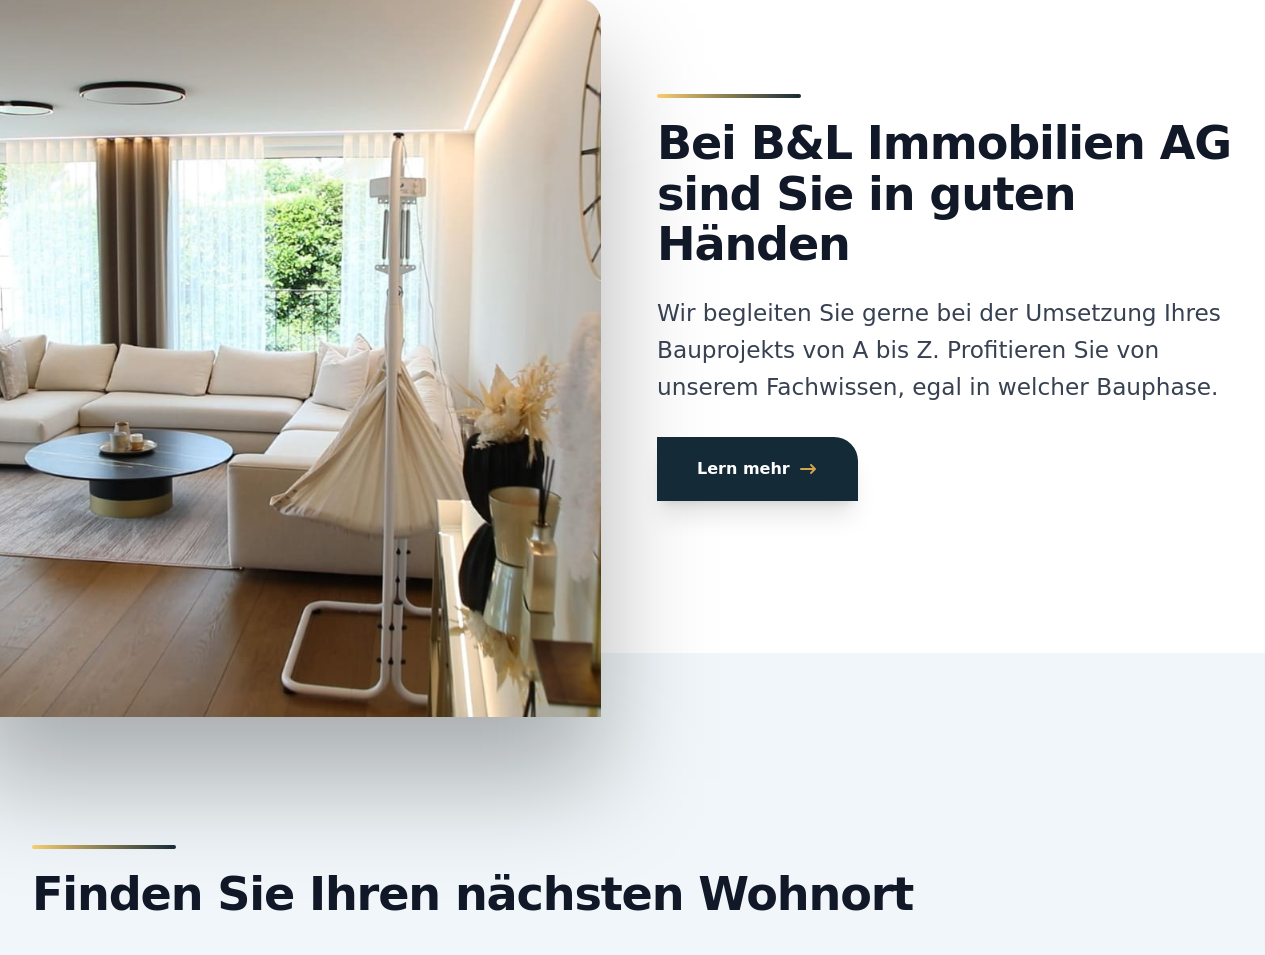 Bei B&L Immobilien AG
sind Sie in guten
Händen
Wir begleiten Sie gerne bei der Umsetzung Ihres
Bauprojekts von A bis Z. Profitieren Sie von
unserem Fachwissen, egal in welcher Bauphase.
Lern mehr →
Finden Sie Ihren nächsten Wohnort